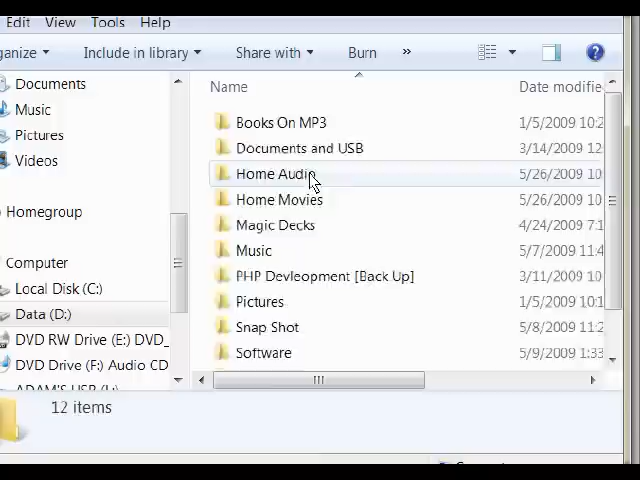 Edit View Tools Help
ganize Include in library Share with Burn »
Documents
Music
Pictures
Videos
Homegroup
Computer
Local Disk (C:)
Data (D:)
DVD RW Drive (E:) DVD_
DVD Drive (F:) Audio CD
ADAM'S USB (L:)
Name Date modifie
Books On MP3 1/5/2009 10:2
Documents and USB 3/14/2009 12:
Home Audio 5/26/2009 10
Home Movies 5/26/2009 10
Magic Decks 4/24/2009 7:1
Music 5/7/2009 11:4
PHP Devleopment [Back Up] 3/11/2009 10
Pictures 1/5/2009 10:1
Snap Shot 5/8/2009 11:2
Software 5/9/2009 1:33
12 items